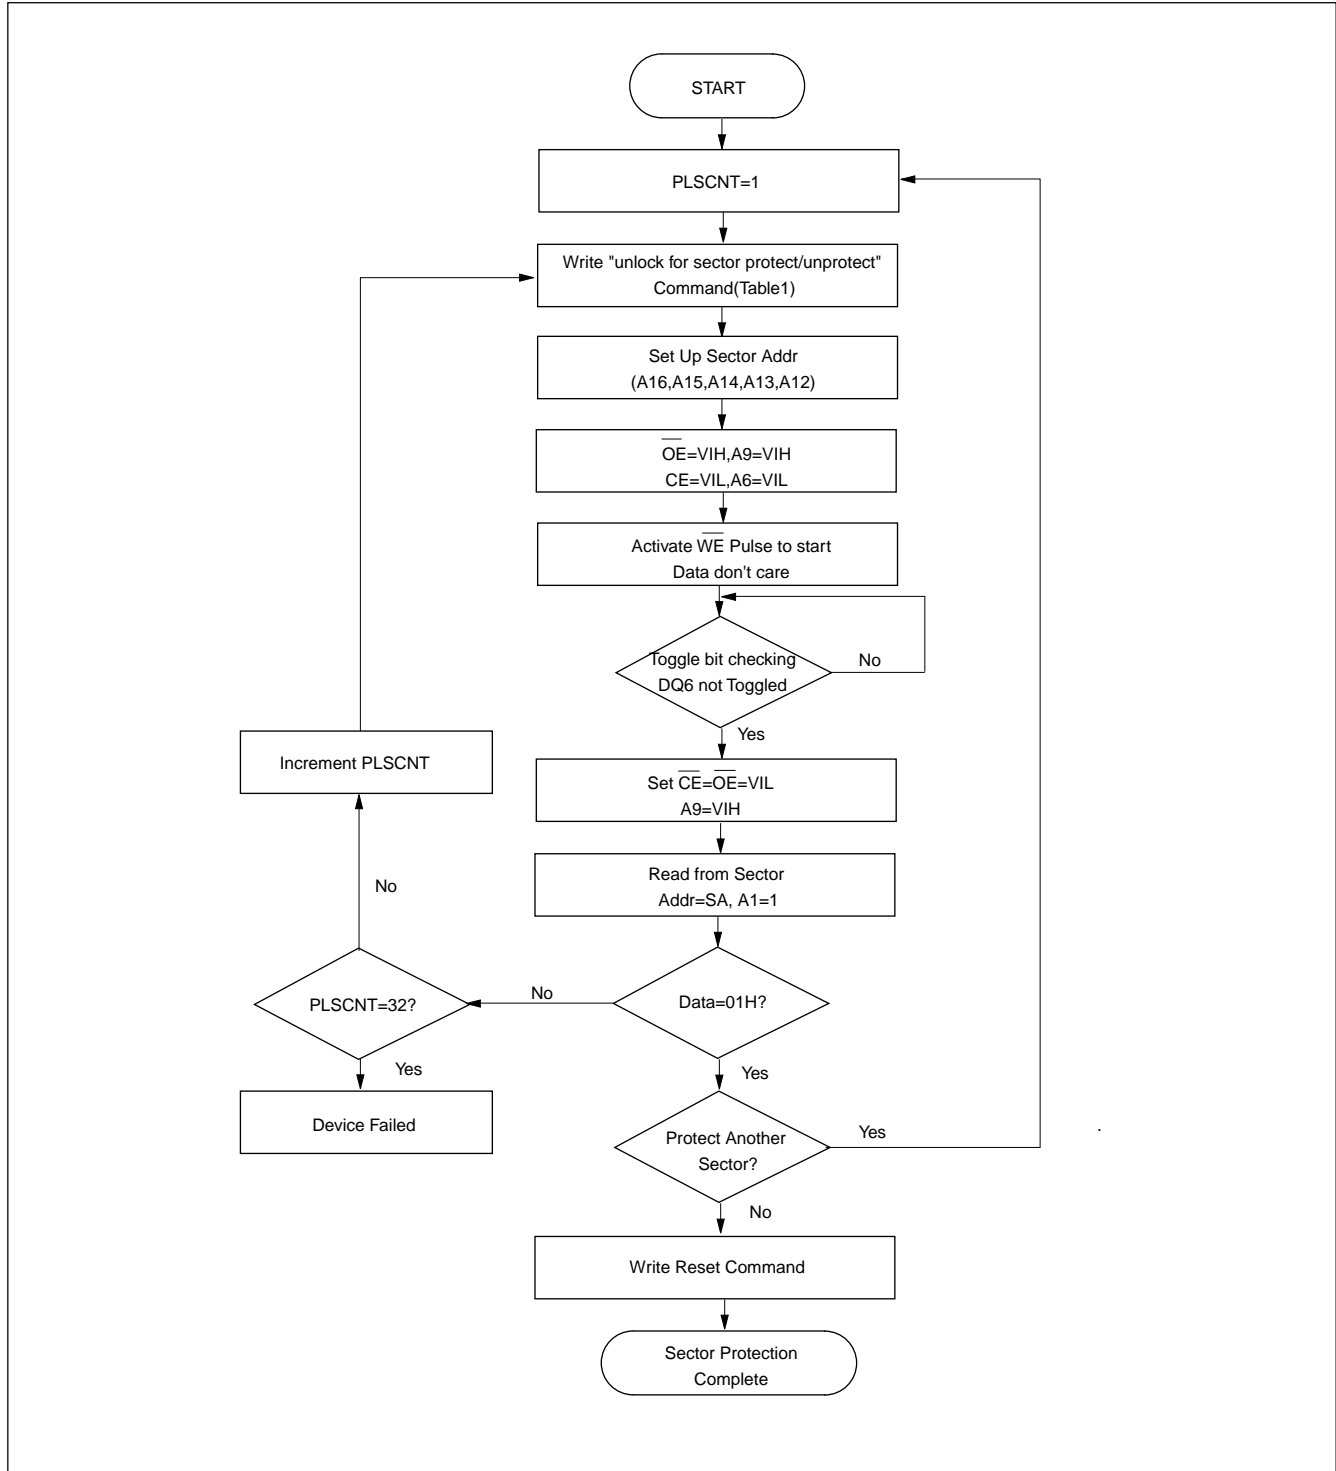 START
PLSCNT=1
Write "unlock for sector protect/unprotect"
Command(Table1)
Set Up Sector Addr
(A16,A15,A14,A13,A12)
O̅E̅=VIH,A9=VIH
CE=VIL,A6=VIL
Activate W̅E̅ Pulse to start
Data don't care
Toggle bit checking
DQ6 not Toggled
No
Yes
Set C̅E̅=O̅E̅=VIL
A9=VIH
Increment PLSCNT
Read from Sector
Addr=SA, A1=1
No
Data=01H?
No
PLSCNT=32?
Yes
Device Failed
Yes
Protect Another
Sector?
Yes
No
Write Reset Command
Sector Protection
Complete